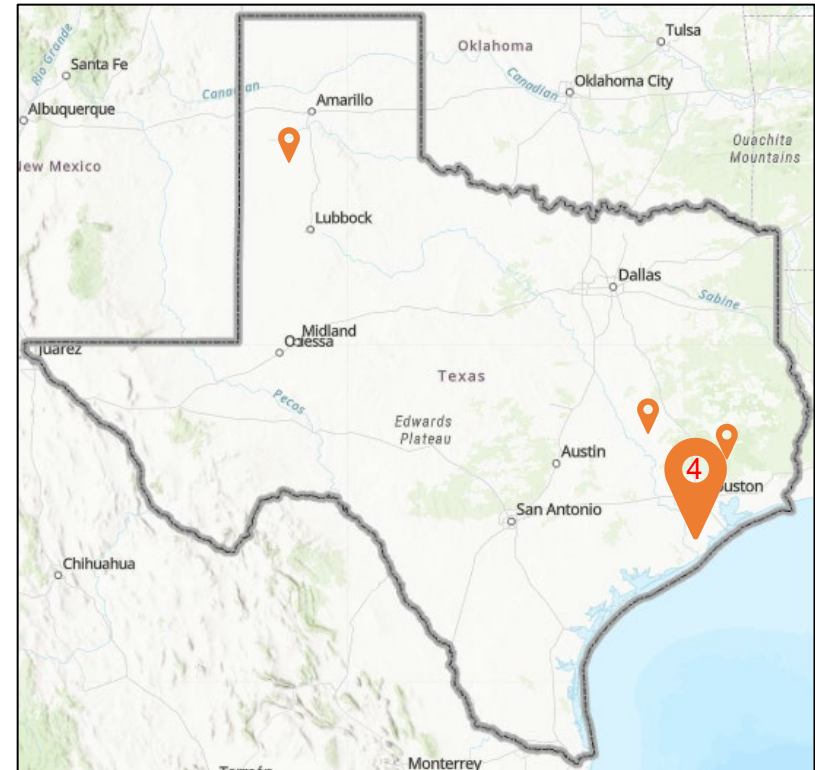 Tulsa
Oklahoma
Rio Grande
Santa Fe
Canadian
Canadian
Oklahoma City
Amarillo
Albuquerque
Ouachita
Mountains
New Mexico
Lubbock
Dallas
Sabine
Midland
Odessa
Juarez
Texas
Pecos
Edwards
Plateau
Austin
4
uston
San Antonio
Chihuahua
Monterrey